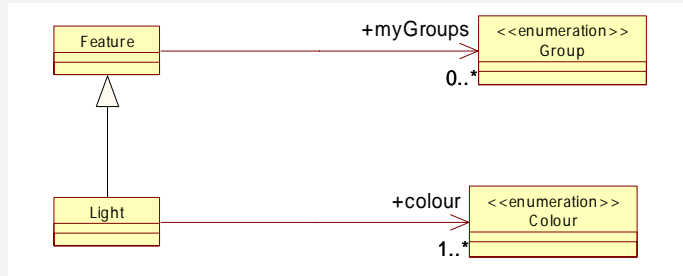 Feature
+myGroups
<<enumeration>>
Group
0..*
Light
+colour
<<enumeration>>
Colour
1..*